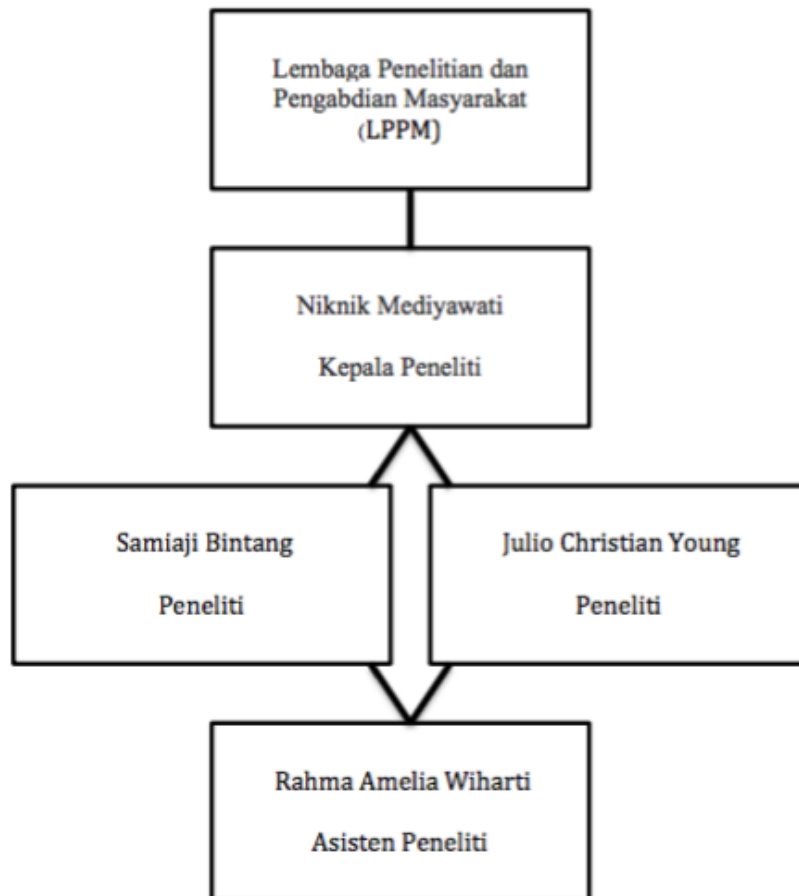 Lembaga Penelitian dan
Pengabdian Masyarakat
(LPPM)
Niknik Mediyawati
Kepala Peneliti
Samiaji Bintang
Peneliti
Julio Christian Young
Peneliti
Rahma Amelia Wiharti
Asisten Peneliti